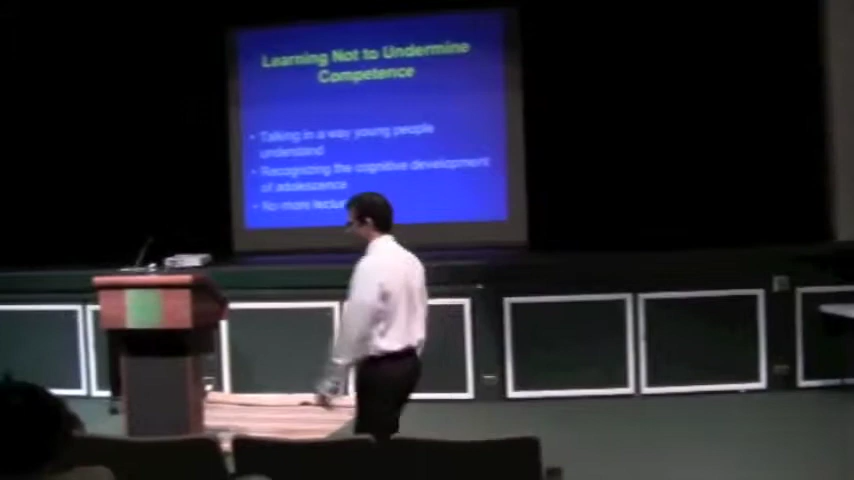 Learning Not to Undermine
Competence
• Talking in a way young people
understand
• Recognizing the cognitive development
of adolescence
• No more